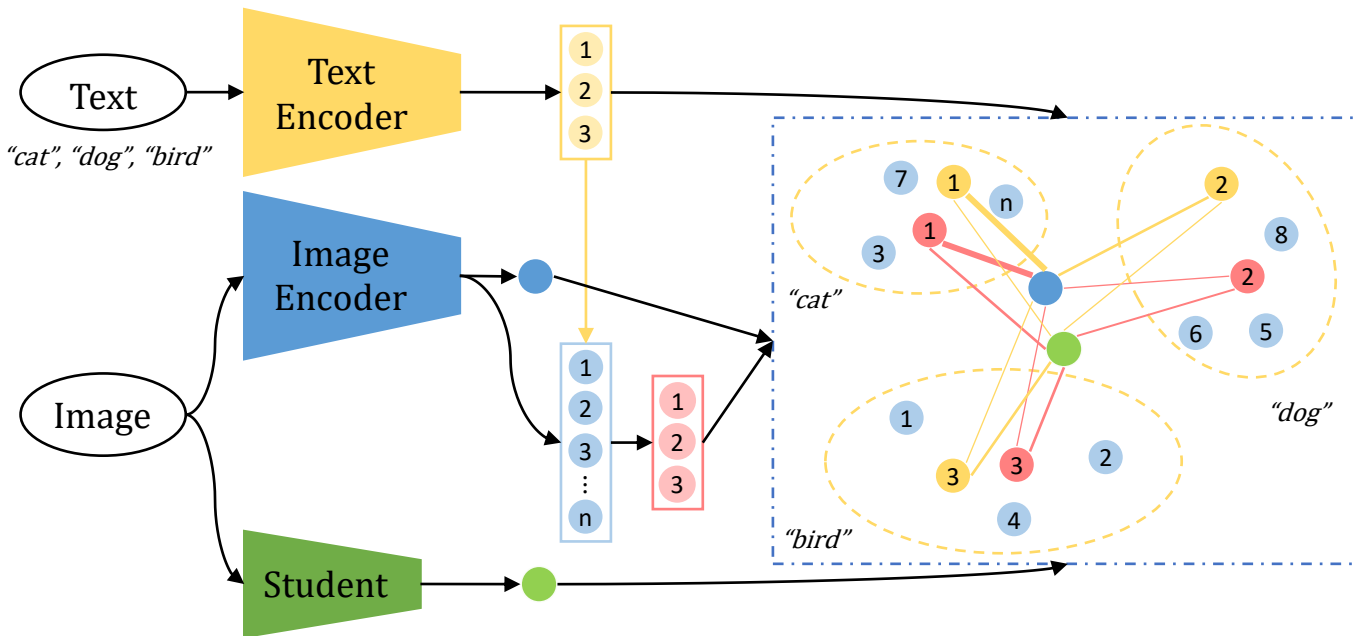 Text
“cat”, “dog”, “bird”
Text
Encoder
1
2
3
Image
Encoder
Image
1
2
3
⋮
n
1
2
3
Student
7
1
n
1
3
“cat”
2
8
2
6
5
“dog”
1
2
3
3
4
“bird”